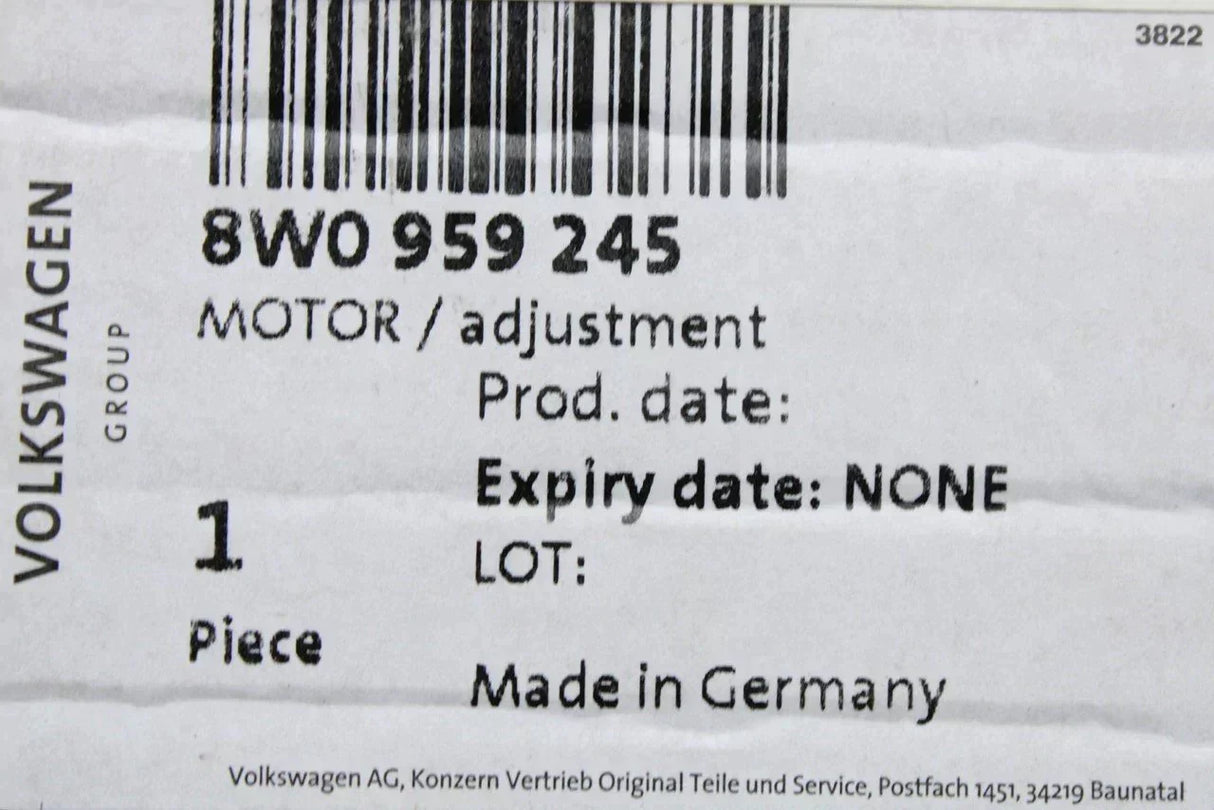 3822
VOLKSWAGEN
GROUP
8W0 959 245
MOTOR / adjustment
Prod. date:
Expiry date: NONE
1
LOT:
Piece
Made in Germany
Volkswagen AG, Konzern Vertrieb Original Teile und Service, Postfach 1451, 34219 Baunatal